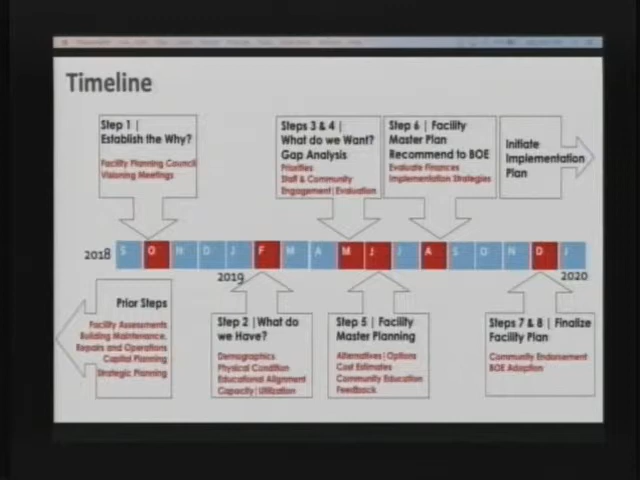 Timeline
Step 1 |
Establish the Why?
Facility Planning Council
Visioning Meetings
Steps 3 & 4 |
What do we Want?
Gap Analysis
Priorities
Staff & Community
Engagement|Evaluation
Step 6 | Facility
Master Plan
Recommend to BOE
Evaluate Finances
Implementation Strategies
Initiate
Implementation
Plan
2018 S O N D J F M A M J J A S O N D J
2019
2020
Prior Steps
Facility Assessments
Building Maintenance,
Repairs and Operations
Capital Planning
Strategic Planning
Step 2 |What do
we Have?
Demographics
Physical Condition
Educational Alignment
Capacity|Utilization
Step 5 | Facility
Master Planning
Alternatives|Options
Cost Estimates
Community Education
Feedback
Steps 7 & 8 | Finalize
Facility Plan
Community Endorsement
BOE Adoption